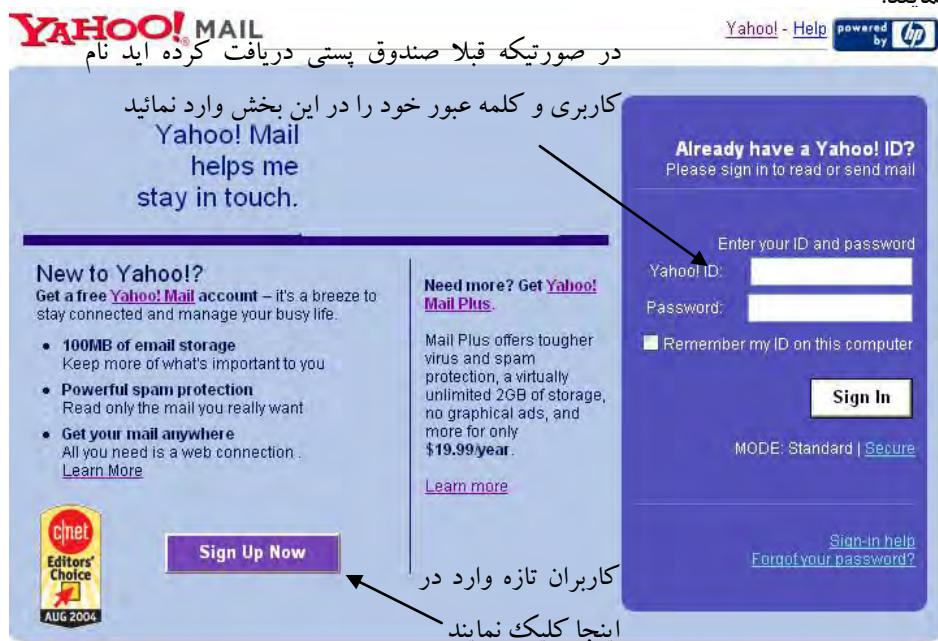 نمایند.
YAHOO! MAIL
Yahoo! - Help
powered by hp
در صورتیکه قبلا صندوق پستی دریافت کرده اید نام
کاربری و کلمه عبور خود را در این بخش وارد نمائید
Yahoo! Mail
helps me
stay in touch.
New to Yahoo!?
Get a free Yahoo! Mail account – it's a breeze to
stay connected and manage your busy life.
• 100MB of email storage
Keep more of what's important to you
• Powerful spam protection
Read only the mail you really want
• Get your mail anywhere
All you need is a web connection .
Learn More
c|net
Editors'
Choice
AUG 2004
Sign Up Now
Need more? Get Yahoo!
Mail Plus.
Mail Plus offers tougher
virus and spam
protection, a virtually
unlimited 2GB of storage,
no graphical ads, and
more for only
$19.99/year.
Learn more
کاربران تازه وارد در
اینجا کلیک نمایند
Already have a Yahoo! ID?
Please sign in to read or send mail
Enter your ID and password
Yahoo! ID:
Password:
Remember my ID on this computer
Sign In
MODE: Standard | Secure
Sign-in help
Forgot your password?